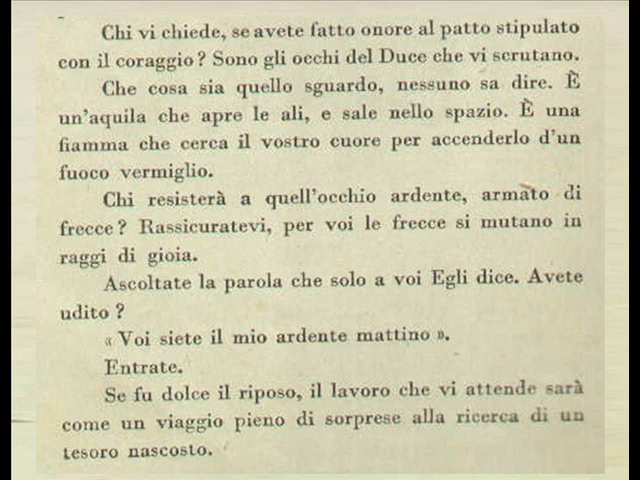 Chi vi chiede, se avete fatto onore al patto stipulato
con il coraggio? Sono gli occhi del Duce che vi scrutano.
Che cosa sia quello sguardo, nessuno sa dire. È
un'aquila che apre le ali, e sale nello spazio. È una
fiamma che cerca il vostro cuore per accenderlo d'un
fuoco vermiglio.
Chi resisterà a quell'occhio ardente, armato di
frecce? Rassicuratevi, per voi le frecce si mutano in
raggi di gioia.
Ascoltate la parola che solo a voi Egli dice. Avete
udito?
« Voi siete il mio ardente mattino ».
Entrate.
Se fu dolce il riposo, il lavoro che vi attende sarà
come un viaggio pieno di sorprese alla ricerca di un
tesoro nascosto.